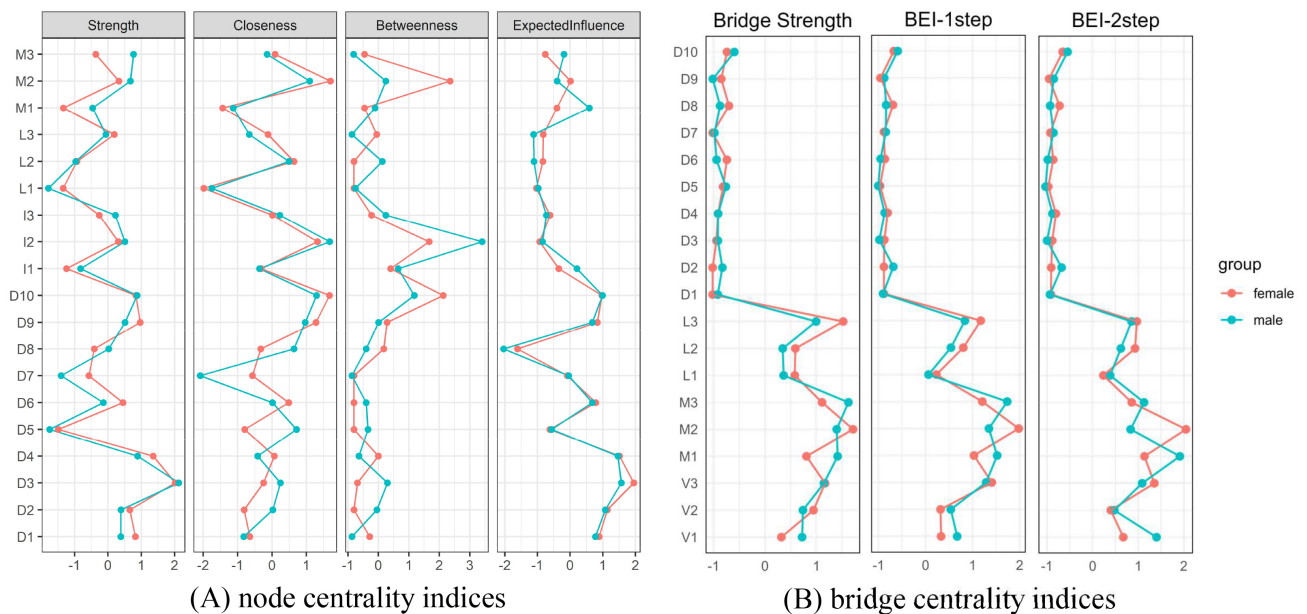 Strength Closeness Betweenness ExpectedInfluence
M3
M2
M1
L3
L2
L1
I3
I2
I1
D10
D9
D8
D7
D6
D5
D4
D3
D2
D1
-1 0 1 2 -2 -1 0 1 -1 0 1 2 3 -2 -1 0 1 2
(A) node centrality indices
Bridge Strength BEI-1step BEI-2step
D10
D9
D8
D7
D6
D5
D4
D3
D2
D1
L3
L2
L1
M3
M2
M1
V3
V2
V1
-1 0 1 -1 0 1 2 -1 0 1 2
(B) bridge centrality indices
group
female
male